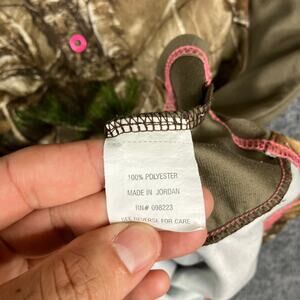 100% POLYESTER
MADE IN JORDAN
RN# 098223
SEE REVERSE FOR CARE